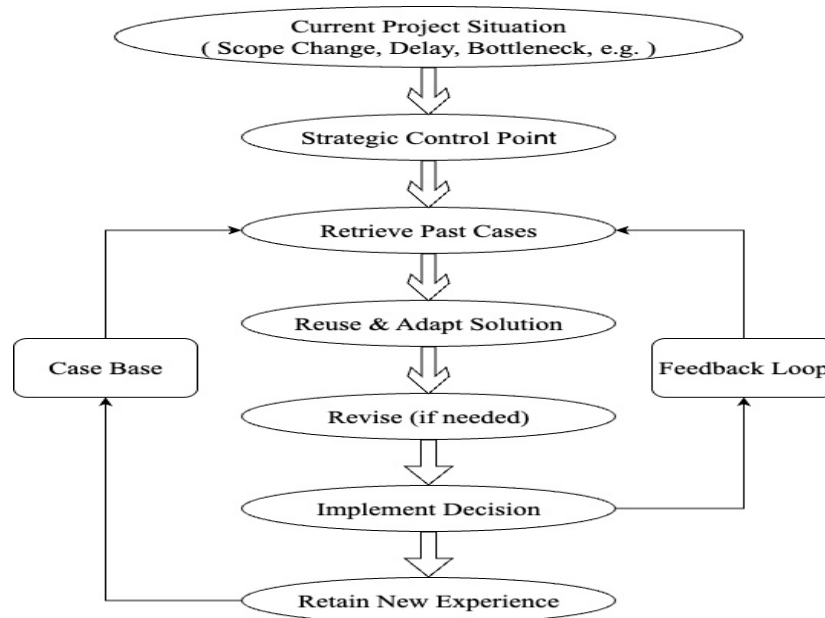 Current Project Situation
( Scope Change, Delay, Bottleneck, e.g. )
Strategic Control Point
Retrieve Past Cases
Reuse & Adapt Solution
Case Base
Feedback Loop
Revise (if needed)
Implement Decision
Retain New Experience